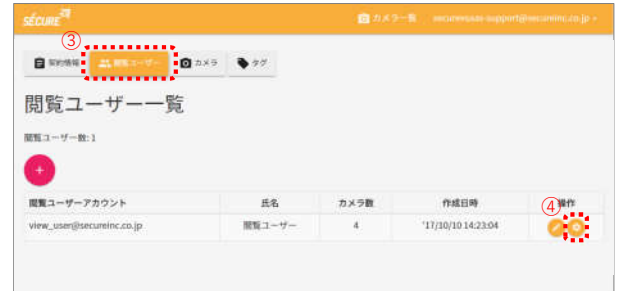 SECURE
カメラ一覧 securevsaas-support@secureinc.co.jp
③
契約情報 閲覧ユーザー カメラ タグ
閲覧ユーザー一覧
閲覧ユーザー数: 1
+
閲覧ユーザーアカウント 氏名 カメラ数 作成日時 操作
④
view_user@secureinc.co.jp 閲覧ユーザー 4 '17/10/10 14:23:04